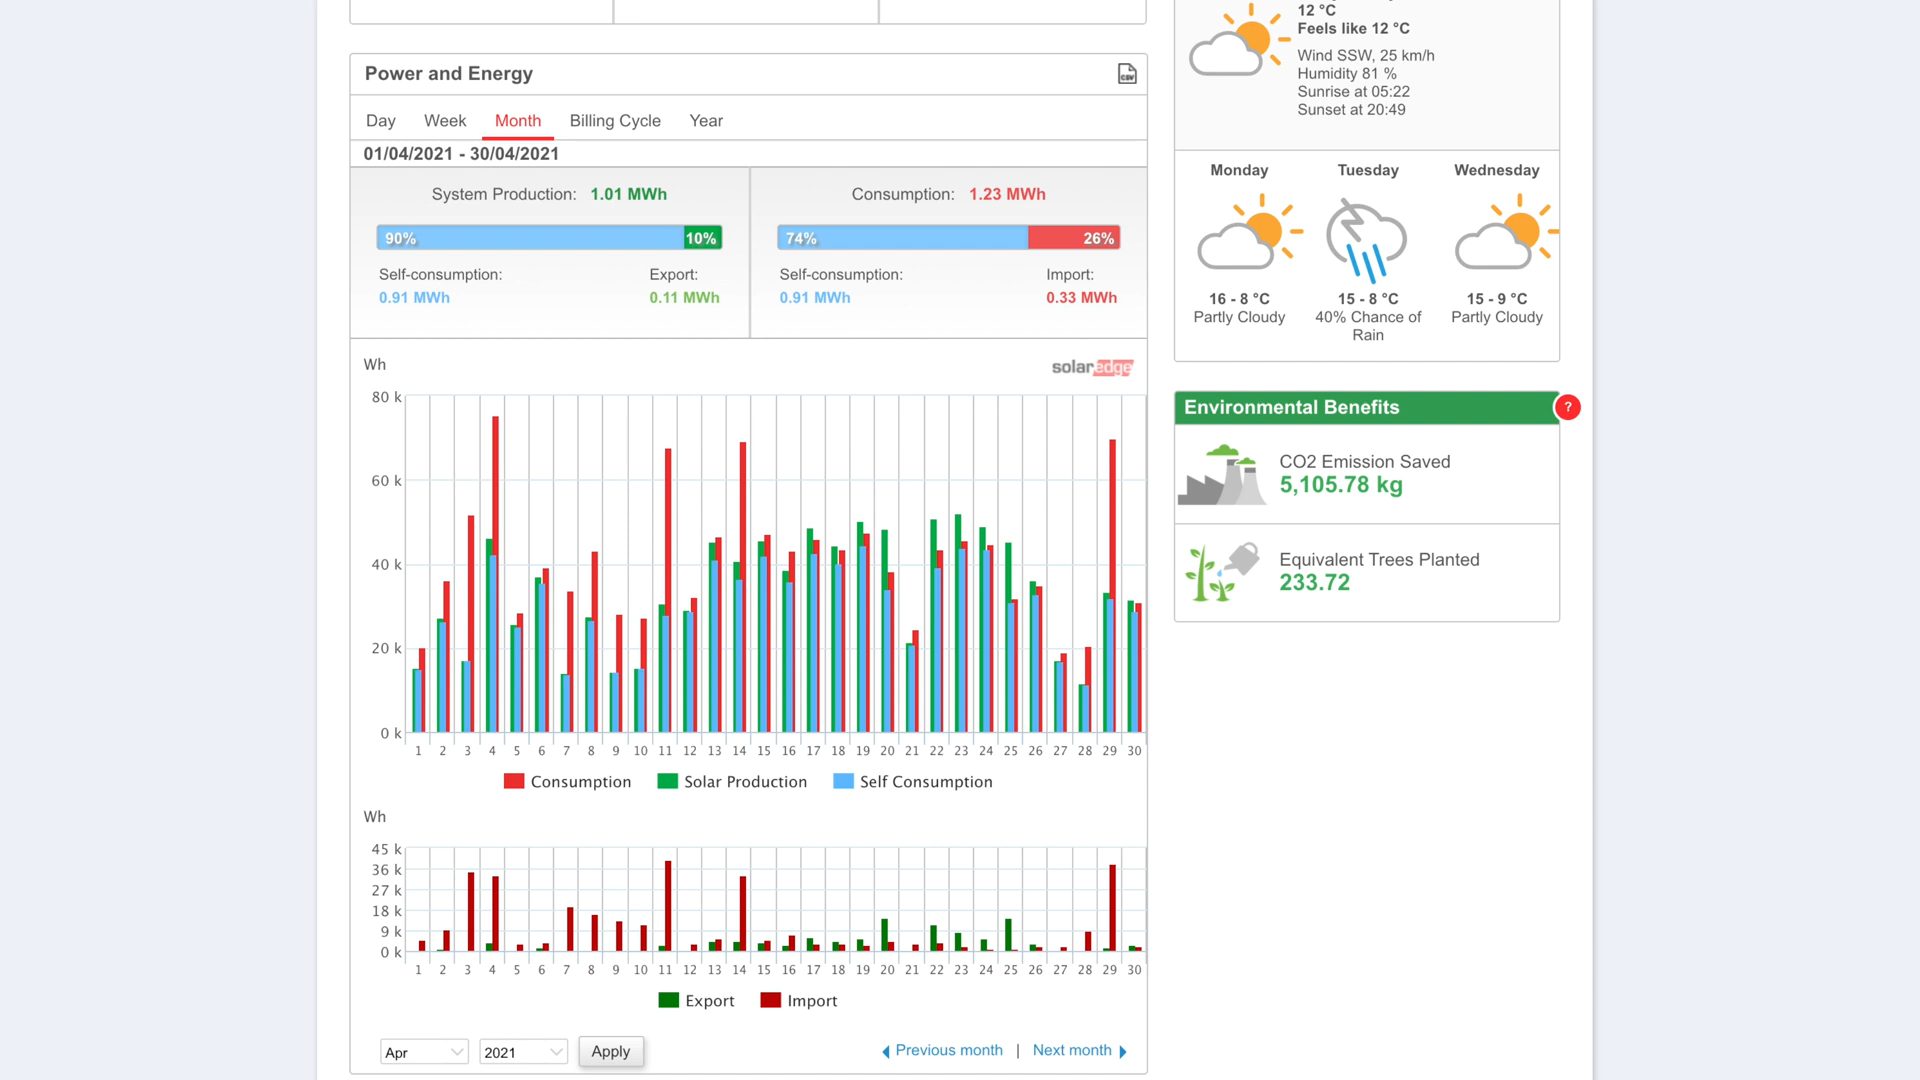 Power and Energy
CSV
Day Week Month Billing Cycle Year
01/04/2021 - 30/04/2021
System Production: 1.01 MWh
90% 10%
Self-consumption: Export:
0.91 MWh 0.11 MWh
Consumption: 1.23 MWh
74% 26%
Self-consumption: Import:
0.91 MWh 0.33 MWh
Wh
solaredge
80 k
60 k
40 k
20 k
0 k
1 2 3 4 5 6 7 8 9 10 11 12 13 14 15 16 17 18 19 20 21 22 23 24 25 26 27 28 29 30
Consumption Solar Production Self Consumption
Wh
45 k
36 k
27 k
18 k
9 k
0 k
1 2 3 4 5 6 7 8 9 10 11 12 13 14 15 16 17 18 19 20 21 22 23 24 25 26 27 28 29 30
Export Import
Apr 2021 Apply
Previous month | Next month
12 °C
Feels like 12 °C
Wind SSW, 25 km/h
Humidity 81 %
Sunrise at 05:22
Sunset at 20:49
Monday Tuesday Wednesday
16 - 8 °C 15 - 8 °C 15 - 9 °C
Partly Cloudy 40% Chance of Partly Cloudy
Rain
Environmental Benefits
?
CO2 Emission Saved
5,105.78 kg
Equivalent Trees Planted
233.72